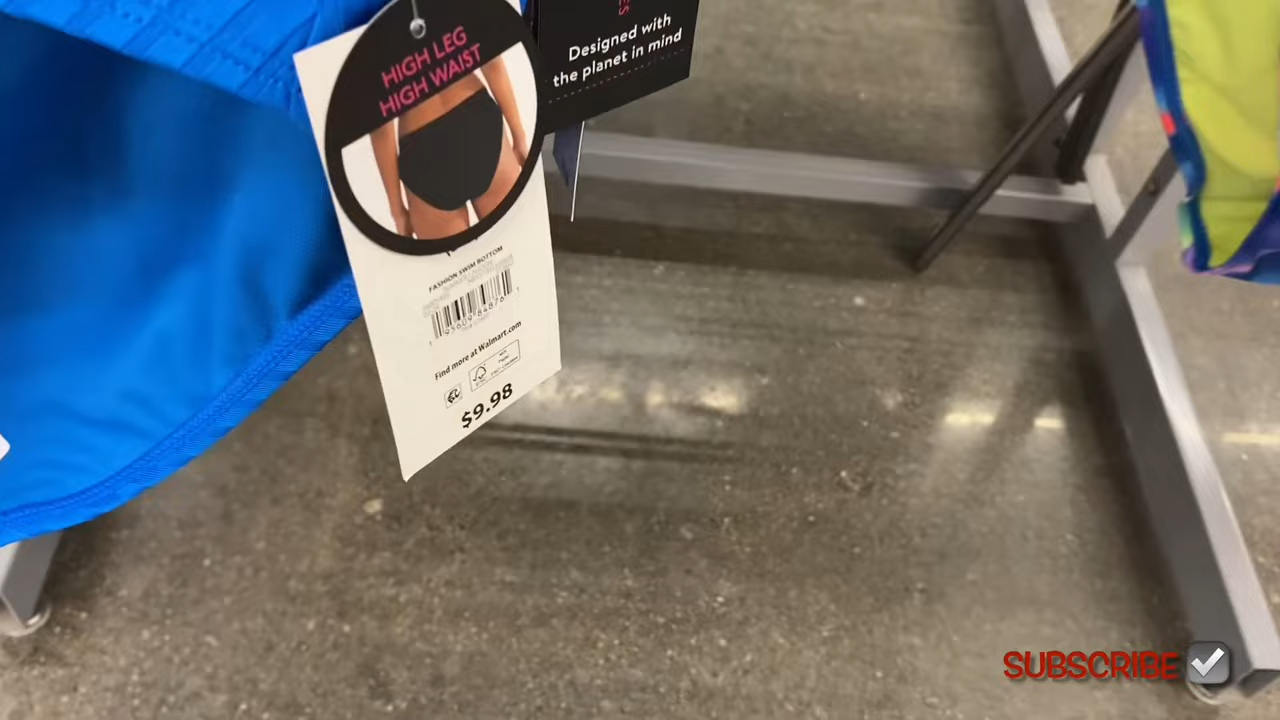 HIGH LEG
HIGH WAIST
Designed with
the planet in mind
FASHION SWIM BOTTOM
Find more at Walmart.com
$9.98
SUBSCRIBE